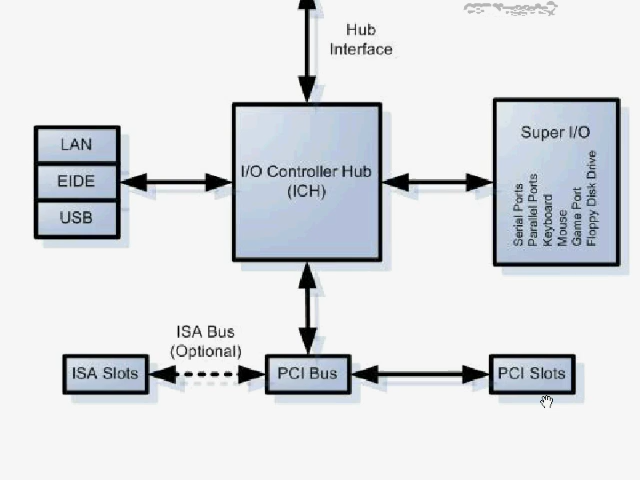 Hub
Interface
LAN
EIDE
USB
I/O Controller Hub
(ICH)
Super I/O
Serial Ports
Parallel Ports
Keyboard
Mouse
Game Port
Floppy Disk Drive
ISA Bus
(Optional)
ISA Slots
PCI Bus
PCI Slots